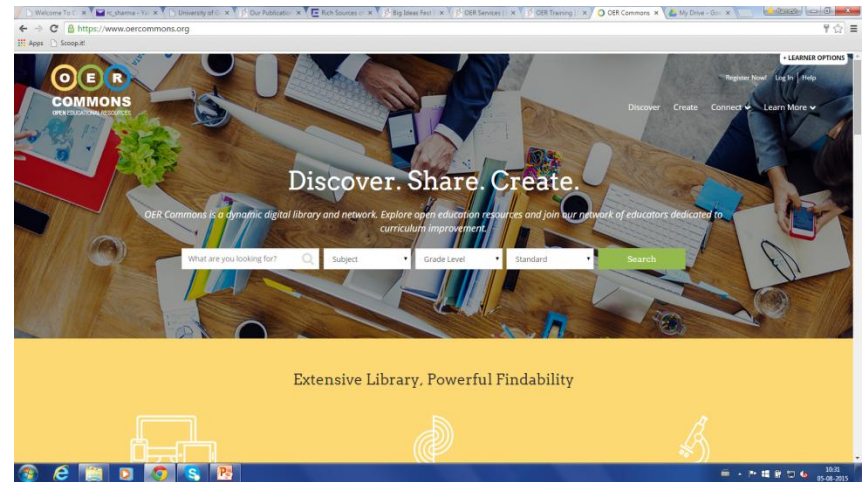 Welcome To C
rc_sharma - Ya
University of
Our Publication
Rich Sources of
Big Ideas Fest |
OER Services |
OER Training |
OER Commons
My Drive - Goo
https://www.oercommons.org
Apps
Scoop.it!
+ LEARNER OPTIONS
OER
Register Now! Log In Help
COMMONS
OPEN EDUCATIONAL RESOURCES
Discover Create Connect Learn More
Discover. Share. Create.
OER Commons is a dynamic digital library and network. Explore open education resources and join our network of educators dedicated to
curriculum improvement.
What are you looking for? Subject Grade Level Standard Search
Extensive Library, Powerful Findability
10:31
05-08-2015